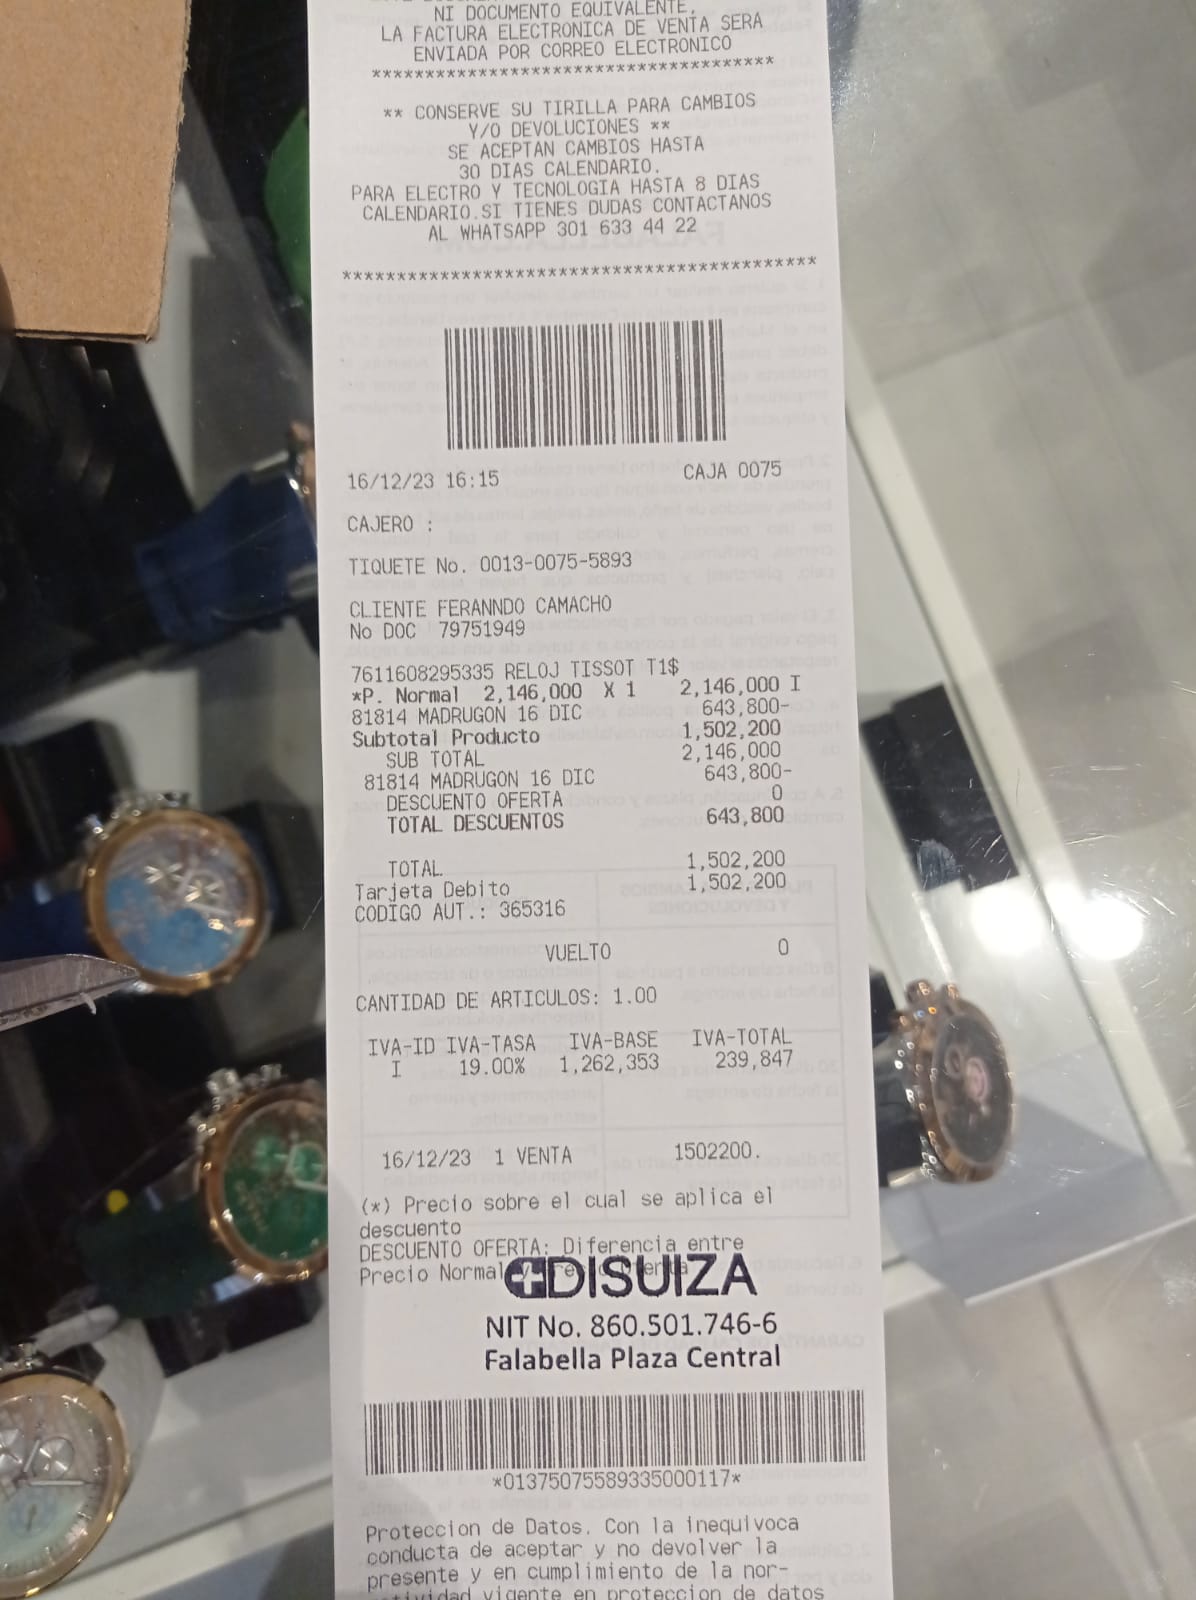 NI DOCUMENTO EQUIVALENTE,
LA FACTURA ELECTRONICA DE VENTA SERA
ENVIADA POR CORREO ELECTRONICO
****************************************
** CONSERVE SU TIRILLA PARA CAMBIOS
Y/O DEVOLUCIONES **
SE ACEPTAN CAMBIOS HASTA
30 DIAS CALENDARIO.
PARA ELECTRO Y TECNOLOGIA HASTA 8 DIAS
CALENDARIO.SI TIENES DUDAS CONTACTANOS
AL WHATSAPP 301 633 44 22
********************************************
16/12/23 16:15 CAJA 0075
CAJERO :
TIQUETE No. 0013-0075-5893
CLIENTE FERANNDO CAMACHO
No DOC 79751949
7611608295335 RELOJ TISSOT T1$
*P. Normal 2,146,000 X 1 2,146,000 I
81814 MADRUGON 16 DIC 643,800-
Subtotal Producto 1,502,200
SUB TOTAL 2,146,000
81814 MADRUGON 16 DIC 643,800-
DESCUENTO OFERTA 0
TOTAL DESCUENTOS 643,800
TOTAL 1,502,200
Tarjeta Debito 1,502,200
CODIGO AUT.: 365316
VUELTO 0
CANTIDAD DE ARTICULOS: 1.00
IVA-ID IVA-TASA IVA-BASE IVA-TOTAL
I 19.00% 1,262,353 239,847
16/12/23 1 VENTA 1502200.
(*) Precio sobre el cual se aplica el
descuento
DESCUENTO OFERTA: Diferencia entre
Precio Normal y
DISUIZA
NIT No. 860.501.746-6
Falabella Plaza Central
*01375075589335000117*
Proteccion de Datos. Con la inequivoca
conducta de aceptar y no devolver la
presente y en cumplimiento de la nor-
vigente en proteccion de datos